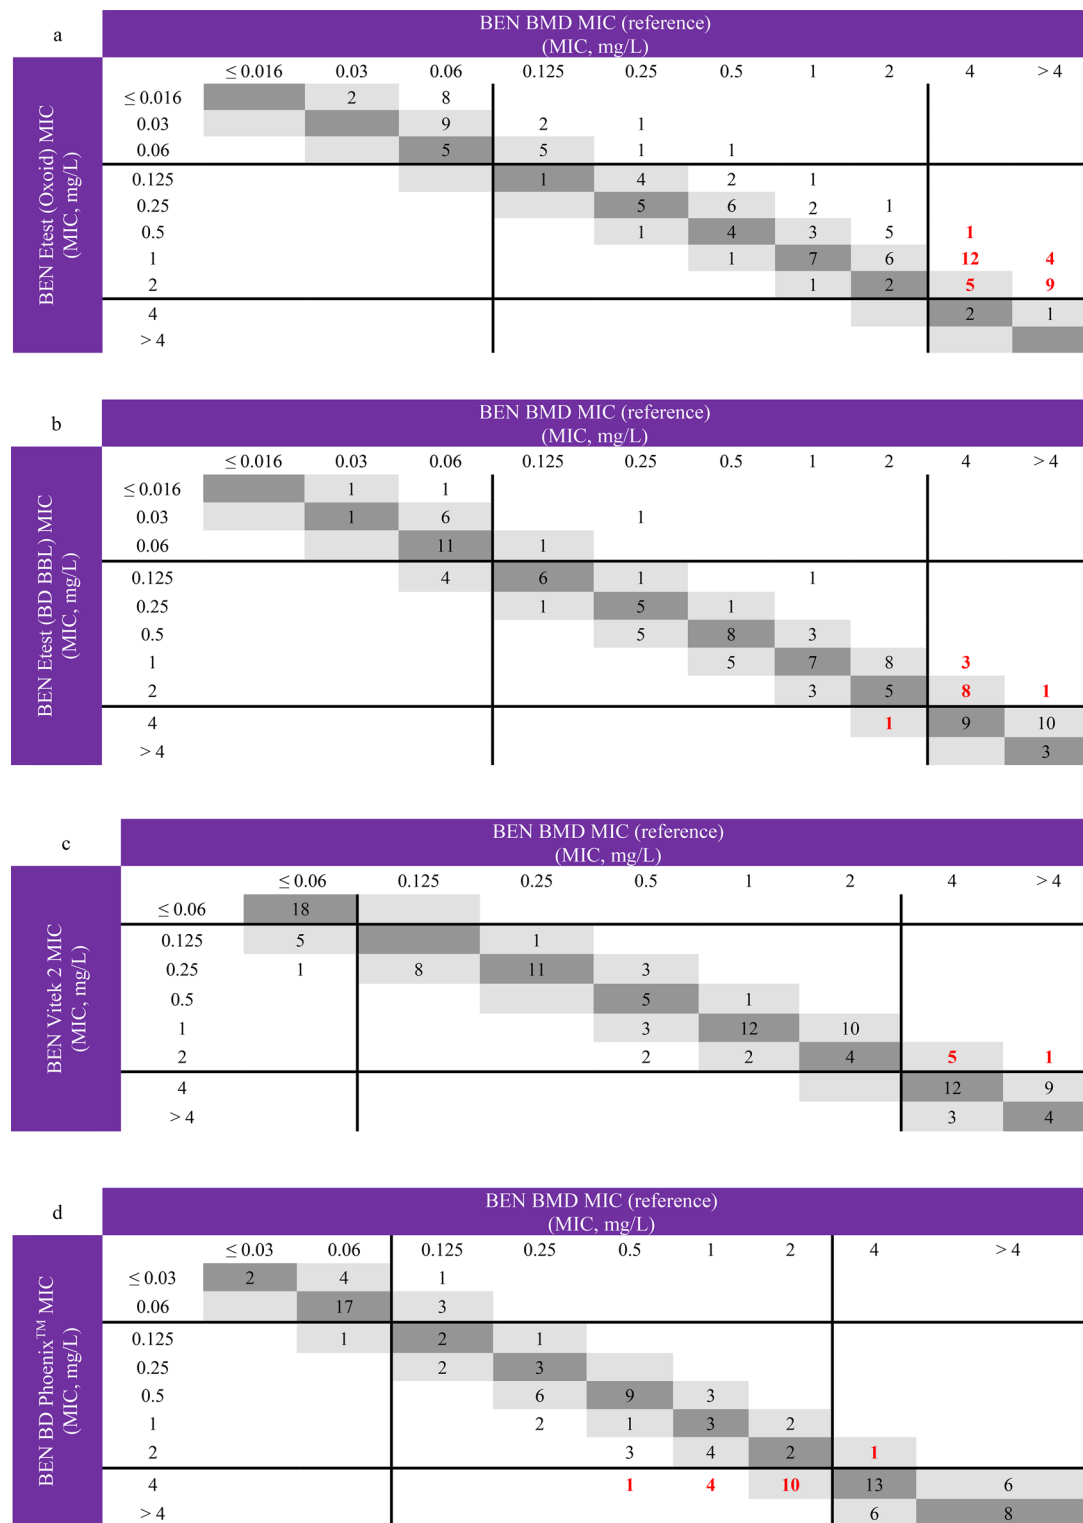 a
BEN BMD MIC (reference)
(MIC, mg/L)
BEN Etest (Oxoid) MIC
(MIC, mg/L)
≤ 0.016 0.03 0.06 0.125 0.25 0.5 1 2 4 > 4
≤ 0.016 2 8
0.03 9 2 1
0.06 5 5 1 1
0.125 1 4 2 1
0.25 5 6 2 1
0.5 1 4 3 5 1
1 1 7 6 12 4
2 1 2 5 9
4 2 1
> 4
b
BEN BMD MIC (reference)
(MIC, mg/L)
BEN Etest (BD BBL) MIC
(MIC, mg/L)
≤ 0.016 0.03 0.06 0.125 0.25 0.5 1 2 4 > 4
≤ 0.016 1 1
0.03 1 6 1
0.06 11 1
0.125 4 6 1 1
0.25 1 5 1
0.5 5 8 3
1 5 7 8 3
2 3 5 8 1
4 1 9 10
> 4 3
c
BEN BMD MIC (reference)
(MIC, mg/L)
BEN Vitek 2 MIC
(MIC, mg/L)
≤ 0.06 0.125 0.25 0.5 1 2 4 > 4
≤ 0.06 18
0.125 5 1
0.25 1 8 11 3
0.5 5 1
1 3 12 10
2 2 2 4 5 1
4 12 9
> 4 3 4
d
BEN BMD MIC (reference)
(MIC, mg/L)
BEN BD Phoenix™ MIC
(MIC, mg/L)
≤ 0.03 0.06 0.125 0.25 0.5 1 2 4 > 4
≤ 0.03 2 4 1
0.06 17 3
0.125 1 2 1
0.25 2 3
0.5 6 9 3
1 2 1 3 2
2 3 4 2 1
4 1 4 10 13 6
> 4 6 8